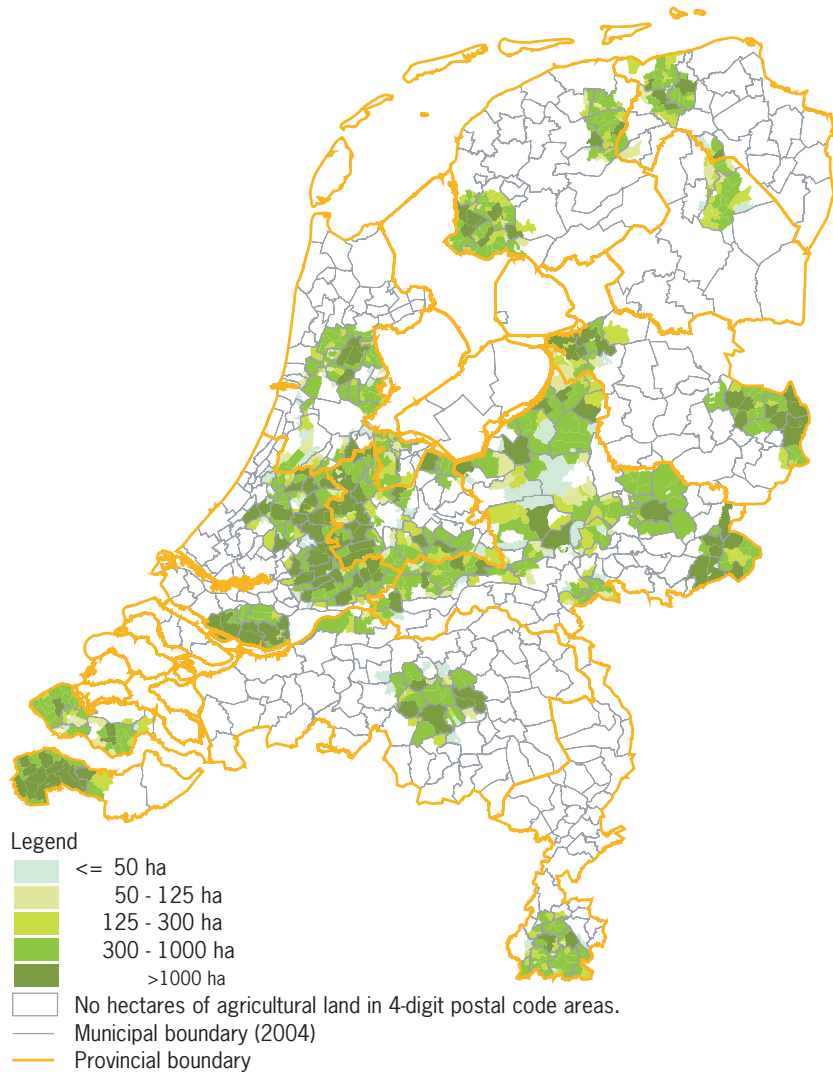 Legend
<= 50 ha
50 - 125 ha
125 - 300 ha
300 - 1000 ha
>1000 ha
No hectares of agricultural land in 4-digit postal code areas.
Municipal boundary (2004)
Provincial boundary